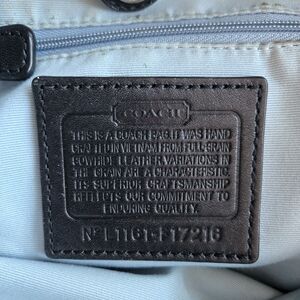 COACH
THIS IS A COACH BAG. IT WAS HAND
CRAFTED IN VIETNAM FROM FULL-GRAIN
COWHIDE LEATHER. VARIATIONS IN
THE GRAIN ARE A CHARACTERISTIC.
ITS SUPERIOR CRAFTSMANSHIP
REFLECTS OUR COMMITMENT TO
ENDURING QUALITY.
Nº L1161-F17216